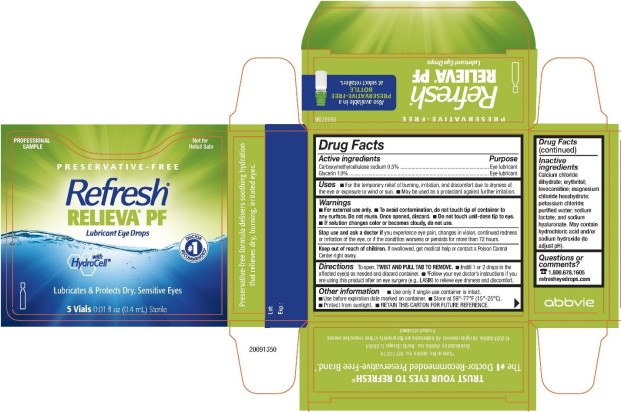 PROFESSIONAL
SAMPLE
Not for
Retail Sale
PRESERVATIVE-FREE
Refresh®
RELIEVA® PF
Lubricant Eye Drops
with
HydroCell™
#1
Lubricates & Protects Dry, Sensitive Eyes
5 Vials 0.01 fl oz (0.4 mL) Sterile
Preservative-free formula delivers soothing hydration
that relieves dry, burning, irritated eyes.
Lot:
Exp:
20091350
PRESERVATIVE-FREE
Refresh®
RELIEVA® PF
Lubricant Eye Drops
Also available in a
PRESERVATIVE-FREE
BOTTLE
at select retailers.
Drug Facts
Active ingredients Purpose
Carboxymethylcellulose sodium 0.5% Eye lubricant
Glycerin 1.0% Eye lubricant
Uses ■ For the temporary relief of burning, irritation, and discomfort due to dryness of
the eye or exposure to wind or sun. ■ May be used as a protectant against further irritation.
Warnings
■ For external use only. ■ To avoid contamination, do not touch tip of container to
any surface. Do not reuse. Once opened, discard. ■ Do not touch unit-dose tip to eye.
■ If solution changes color or becomes cloudy, do not use.
Stop use and ask a doctor if you experience eye pain, changes in vision, continued redness
or irritation of the eye, or if the condition worsens or persists for more than 72 hours.
Keep out of reach of children. If swallowed, get medical help or contact a Poison Control
Center right away.
Directions To open, TWIST AND PULL TAB TO REMOVE. ■ Instill 1 or 2 drops in the
affected eye(s) as needed and discard container. ■ Follow your eye doctor's instructions if you
are using this product after an eye surgery (e.g., LASIK) to relieve eye dryness and discomfort.
Other information ■ Use only if single-use container is intact.
■ Use before expiration date marked on container. ■ Store at 59°-77°F (15°-25°C).
■ Protect from sunlight. ■ RETAIN THIS CARTON FOR FUTURE REFERENCE.
Drug Facts
(continued)
Inactive
ingredients
Calcium chloride
dihydrate; erythritol;
levocarnitine; magnesium
chloride hexahydrate;
potassium chloride;
purified water; sodium
lactate; and sodium
hyaluronate. May contain
hydrochloric acid and/or
sodium hydroxide (to
adjust pH).
Questions or
comments?
☎ 1.800.678.1605
refresheyedrops.com
abbvie
TRUST YOUR EYES TO REFRESH®
The #1 Doctor-Recommended Preservative-Free* Brand.